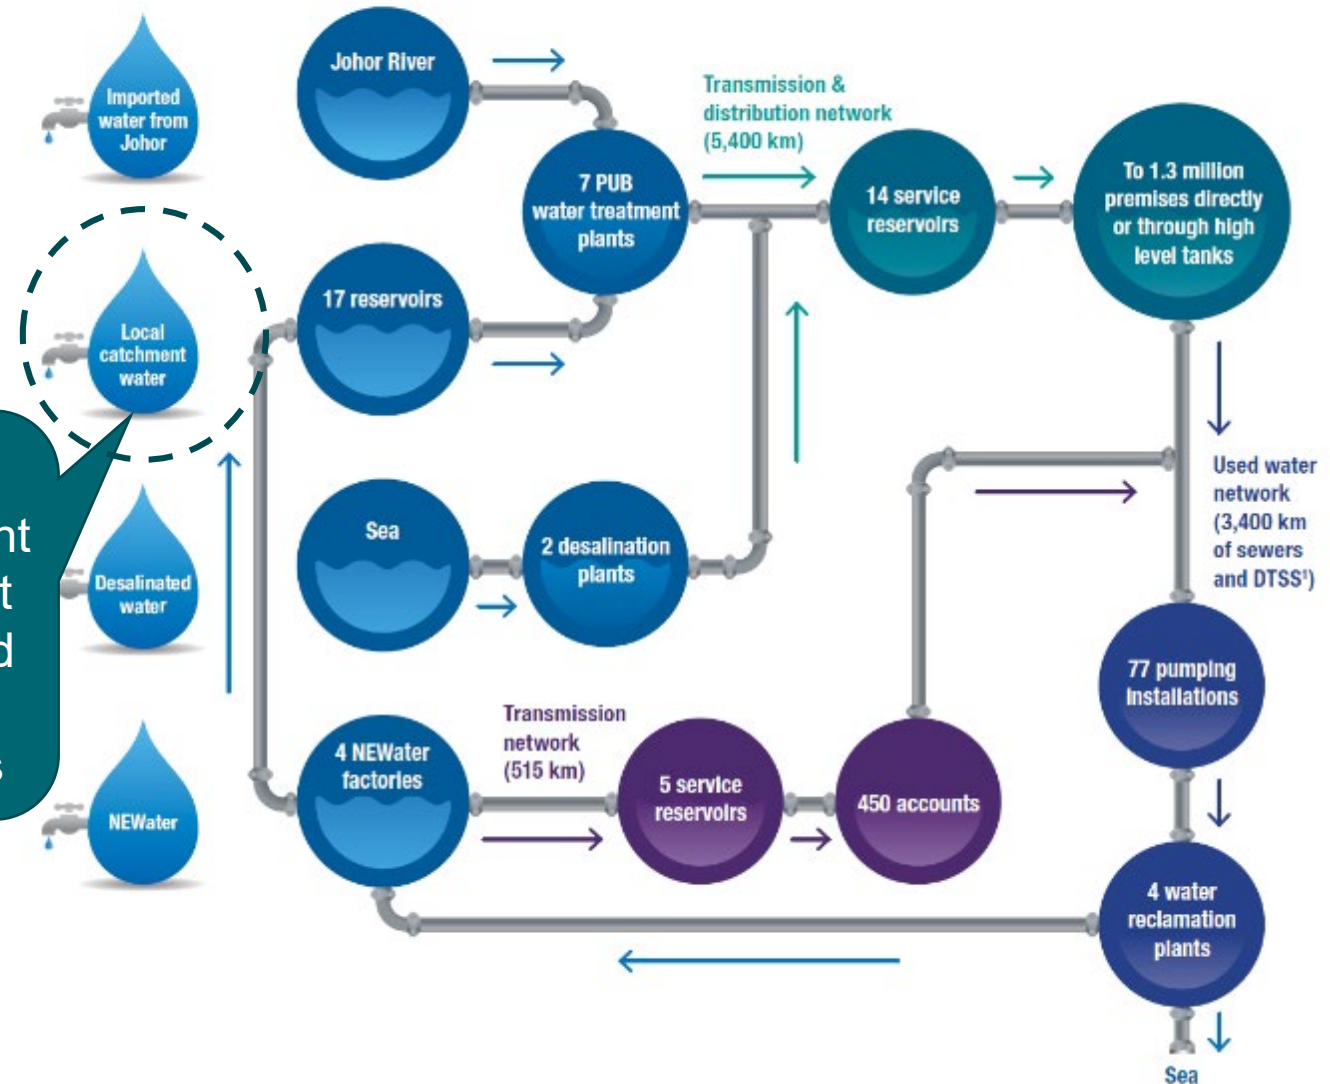 Imported
water from
Johor
Johor River
7 PUB
water treatment
plants
Transmission &
distribution network
(5,400 km)
14 service
reservoirs
To 1.3 million
premises directly
or through high
level tanks
Local
catchment
water
17 reservoirs
Used water
network
(3,400 km
of sewers
and DTSS¹)
Desalinated
water
Sea
2 desalination
plants
77 pumping
installations
NEWater
4 NEWater
factories
Transmission
network
(515 km)
5 service
reservoirs
450 accounts
4 water
reclamation
plants
Sea
nt
t
d
s